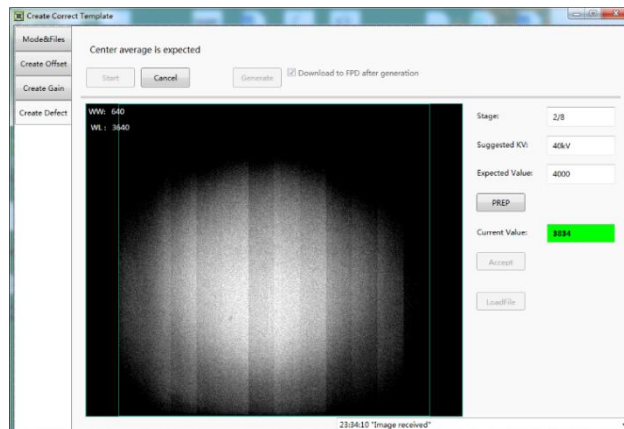 Create Correct Template
Mode&Files
Create Offset
Create Gain
Create Defect
Center average is expected
Start
Cancel
Generate
Download to FPD after generation
WW: 640
WL: 3640
Stage: 2/8
Suggested KV: 40kV
Expected Value: 4000
PREP
Current Value: 3834
Accept
LoadFile
23:34:10 "Image received"